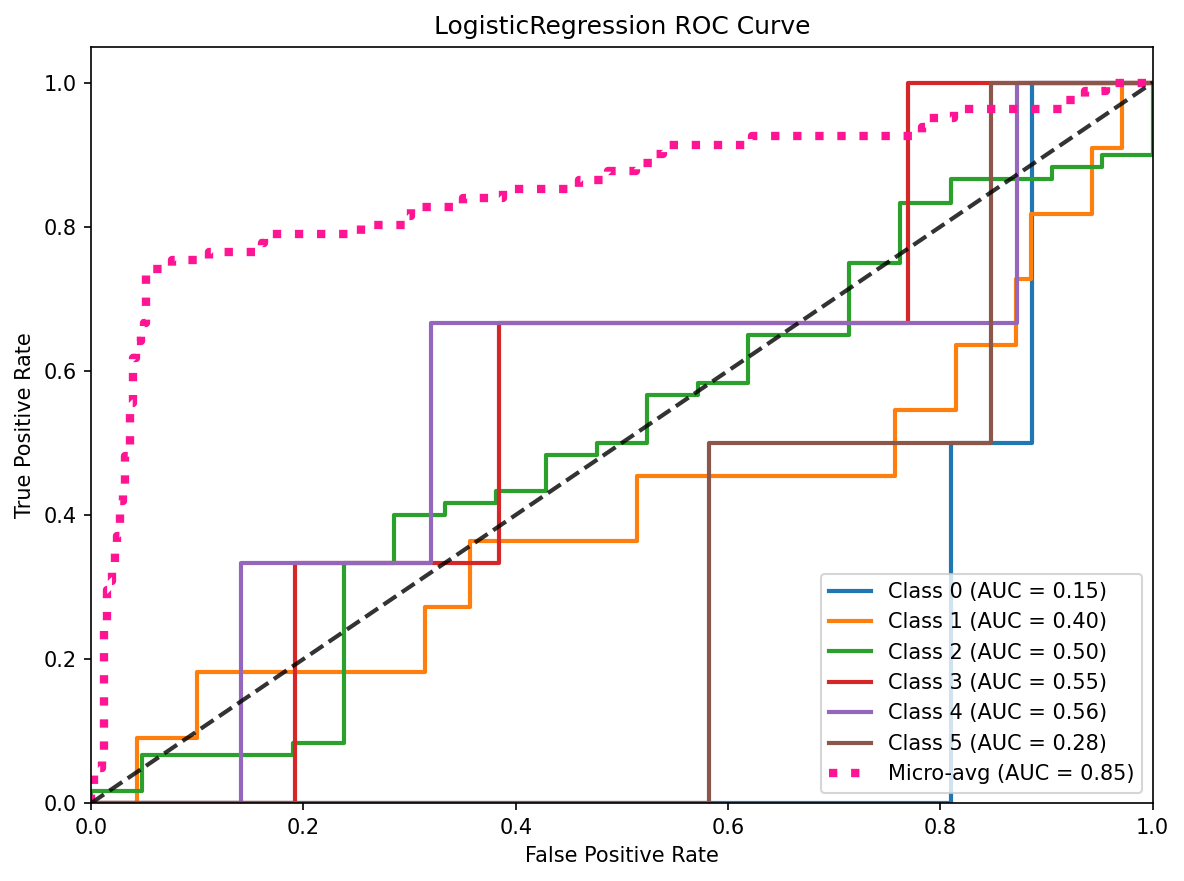 LogisticRegression ROC Curve
True Positive Rate
1.0
0.8
0.6
0.4
0.2
0.0
Class 0 (AUC = 0.15)
Class 1 (AUC = 0.40)
Class 2 (AUC = 0.50)
Class 3 (AUC = 0.55)
Class 4 (AUC = 0.56)
Class 5 (AUC = 0.28)
Micro-avg (AUC = 0.85)
0.0 0.2 0.4 0.6 0.8 1.0
False Positive Rate